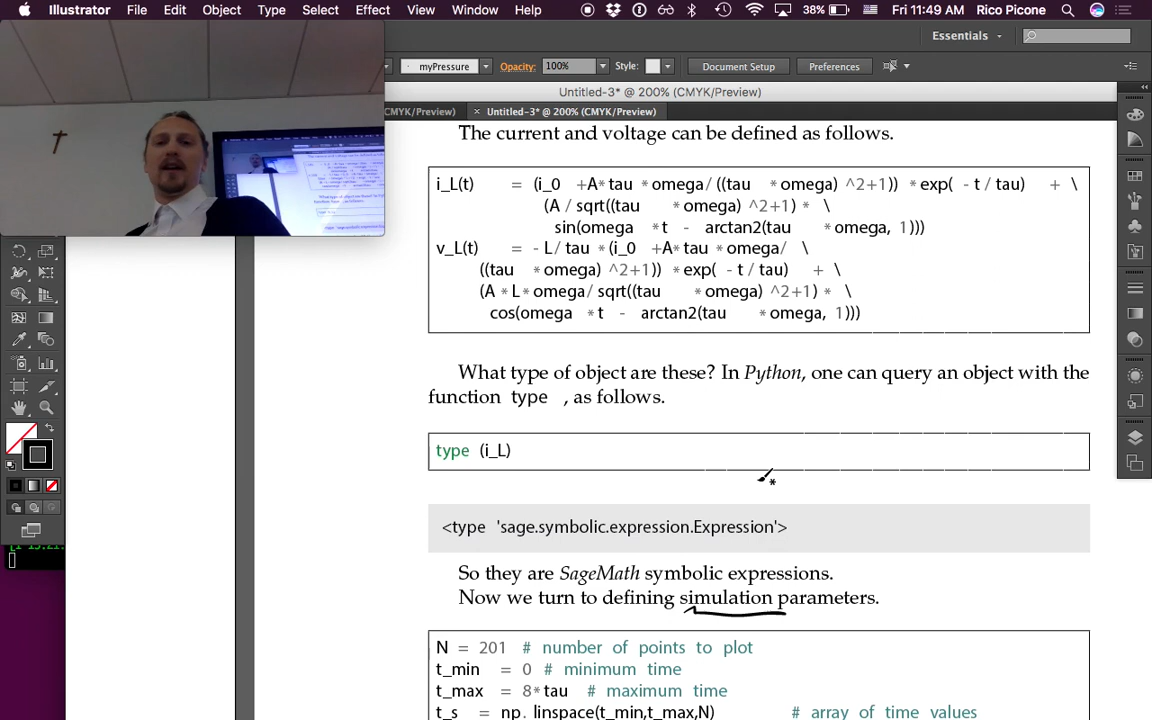 Illustrator File Edit Object Type Select Effect View Window Help 38% Fri 11:49 AM Rico Picone
Essentials
myPressure Opacity: 100% Style: Document Setup Preferences
Untitled-3* @ 200% (CMYK/Preview)
CMYK/Preview) × Untitled-3* @ 200% (CMYK/Preview)
The current and voltage can be defined as follows.
i_L(t) = (i_0 +A* tau *omega/ ((tau *omega) ^2+1)) *exp( - t / tau) + \
(A / sqrt((tau *omega) ^2+1) * \
sin(omega *t - arctan2(tau *omega, 1)))
v_L(t) = - L/ tau *(i_0 +A* tau *omega/ \
((tau *omega) ^2+1)) *exp( - t / tau) + \
(A *L*omega/ sqrt((tau *omega) ^2+1) * \
cos(omega *t - arctan2(tau *omega, 1)))
What type of object are these? In Python, one can query an object with the
function type , as follows.
type (i_L)
<type 'sage.symbolic.expression.Expression'>
So they are SageMath symbolic expressions.
Now we turn to defining simulation parameters.
N = 201 # number of points to plot
t_min = 0 # minimum time
t_max = 8* tau # maximum time
t_s = np. linspace(t_min,t_max,N) # array of time values